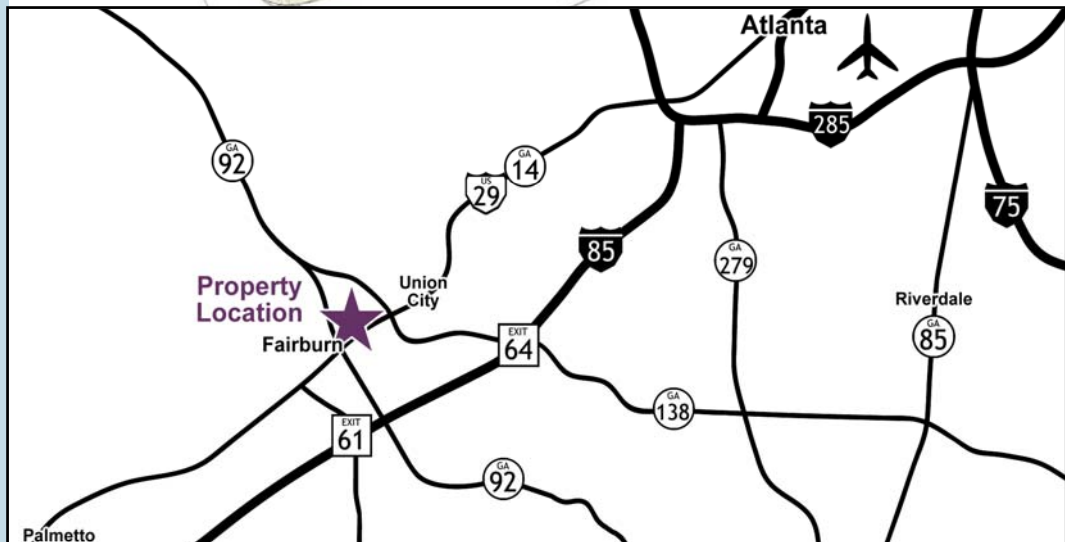 Atlanta
285
GA
92
GA
14
US
29
75
85
GA
279
Union
City
Property
Location
Riverdale
Fairburn
EXIT
64
GA
85
GA
138
EXIT
61
GA
92
Palmetto